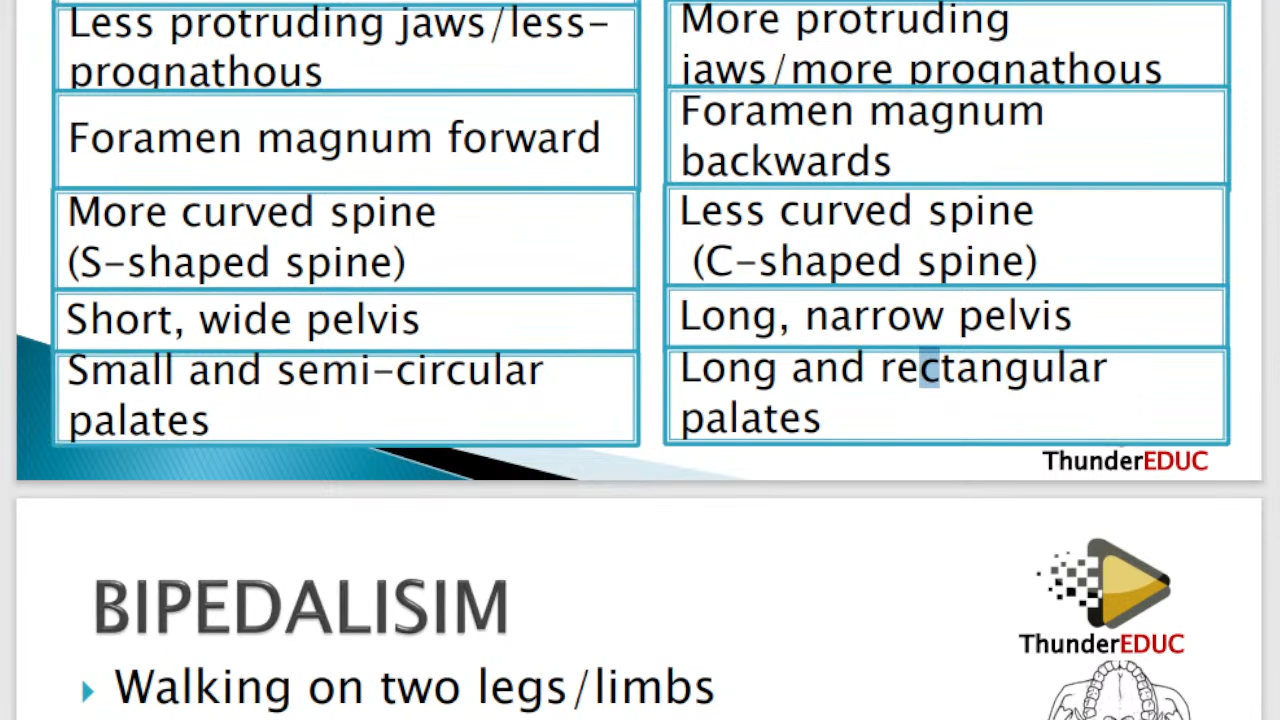 Less protruding jaws/less-
prognathous
More protruding
jaws/more prognathous
Foramen magnum forward
Foramen magnum
backwards
More curved spine
(S-shaped spine)
Less curved spine
(C-shaped spine)
Short, wide pelvis
Long, narrow pelvis
Small and semi-circular
palates
Long and rectangular
palates
ThunderEDUC
BIPEDALISIM
ThunderEDUC
Walking on two legs/limbs